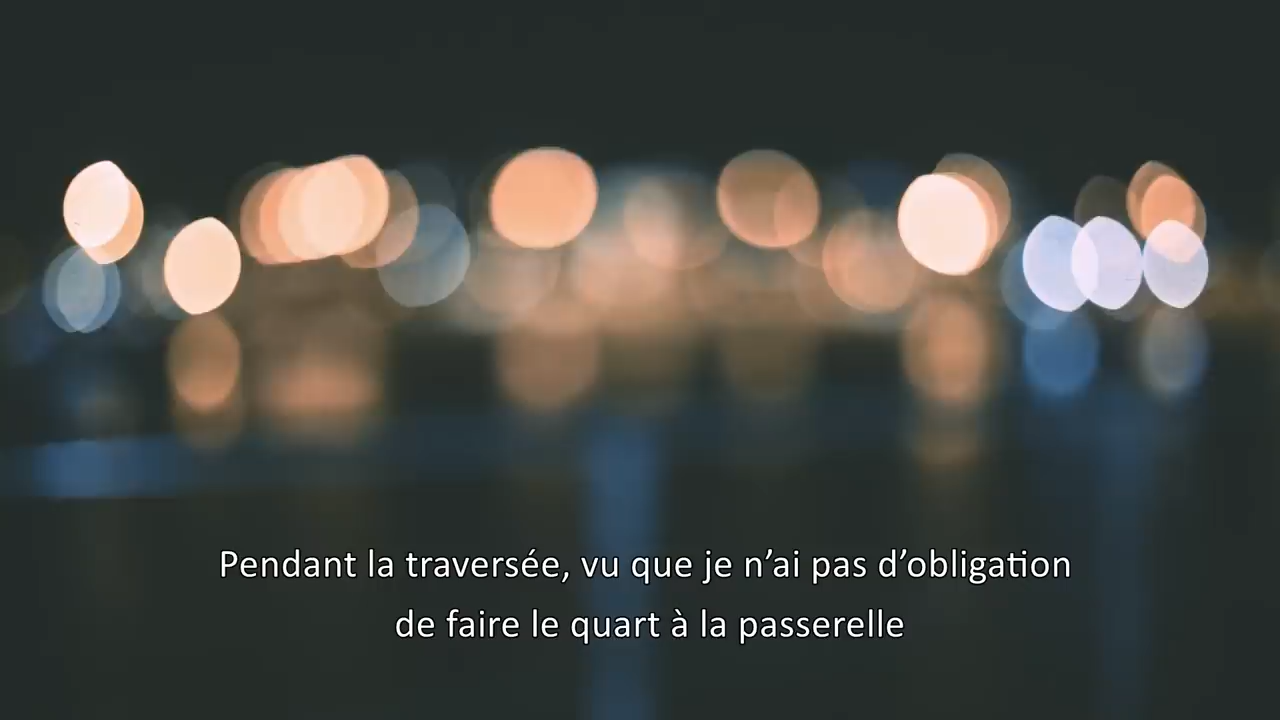 Pendant la traversée, vu que je n’ai pas d’obligation
de faire le quart à la passerelle